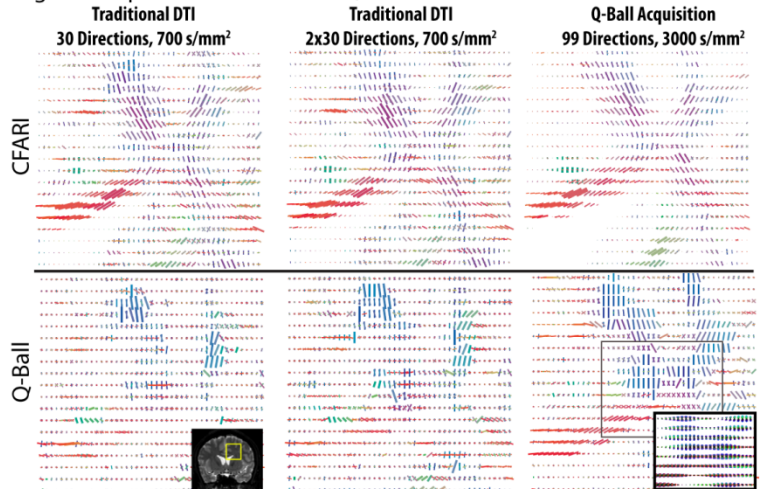 Traditional DTI
30 Directions, 700 s/mm²
Traditional DTI
2x30 Directions, 700 s/mm²
Q-Ball Acquisition
99 Directions, 3000 s/mm²
CFARI
Q-Ball